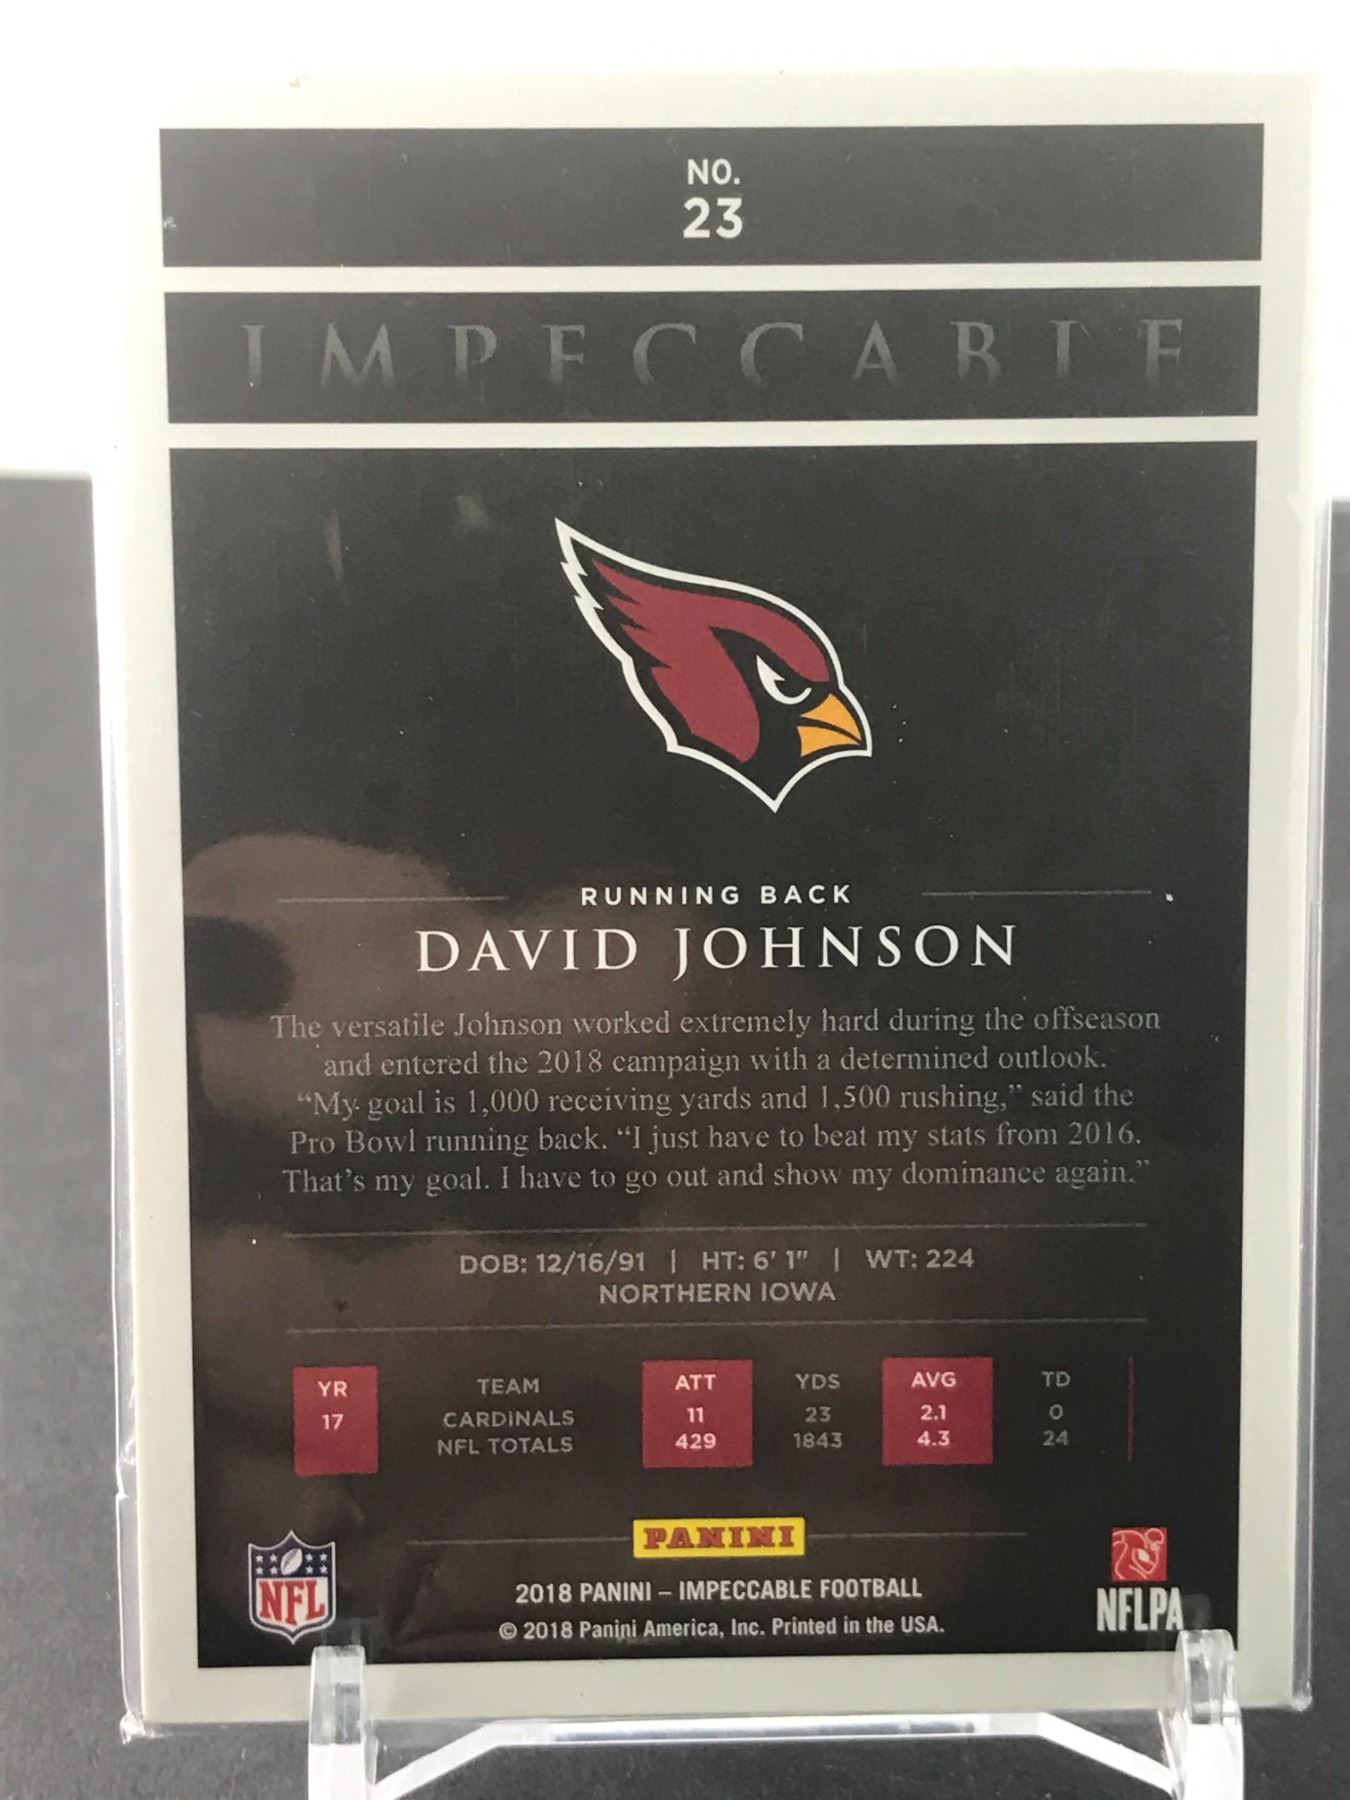 NO.
23
IMPECCABLE
RUNNING BACK
DAVID JOHNSON
The versatile Johnson worked extremely hard during the offseason
and entered the 2018 campaign with a determined outlook.
“My goal is 1,000 receiving yards and 1,500 rushing,” said the
Pro Bowl running back. “I just have to beat my stats from 2016.
That’s my goal. I have to go out and show my dominance again.”
DOB: 12/16/91 | HT: 6' 1" | WT: 224
NORTHERN IOWA
YR TEAM ATT YDS AVG TD
17 CARDINALS 11 23 2.1 0
NFL TOTALS 429 1843 4.3 24
PANINI
NFL
2018 PANINI – IMPECCABLE FOOTBALL
© 2018 Panini America, Inc. Printed in the USA.
NFLPA